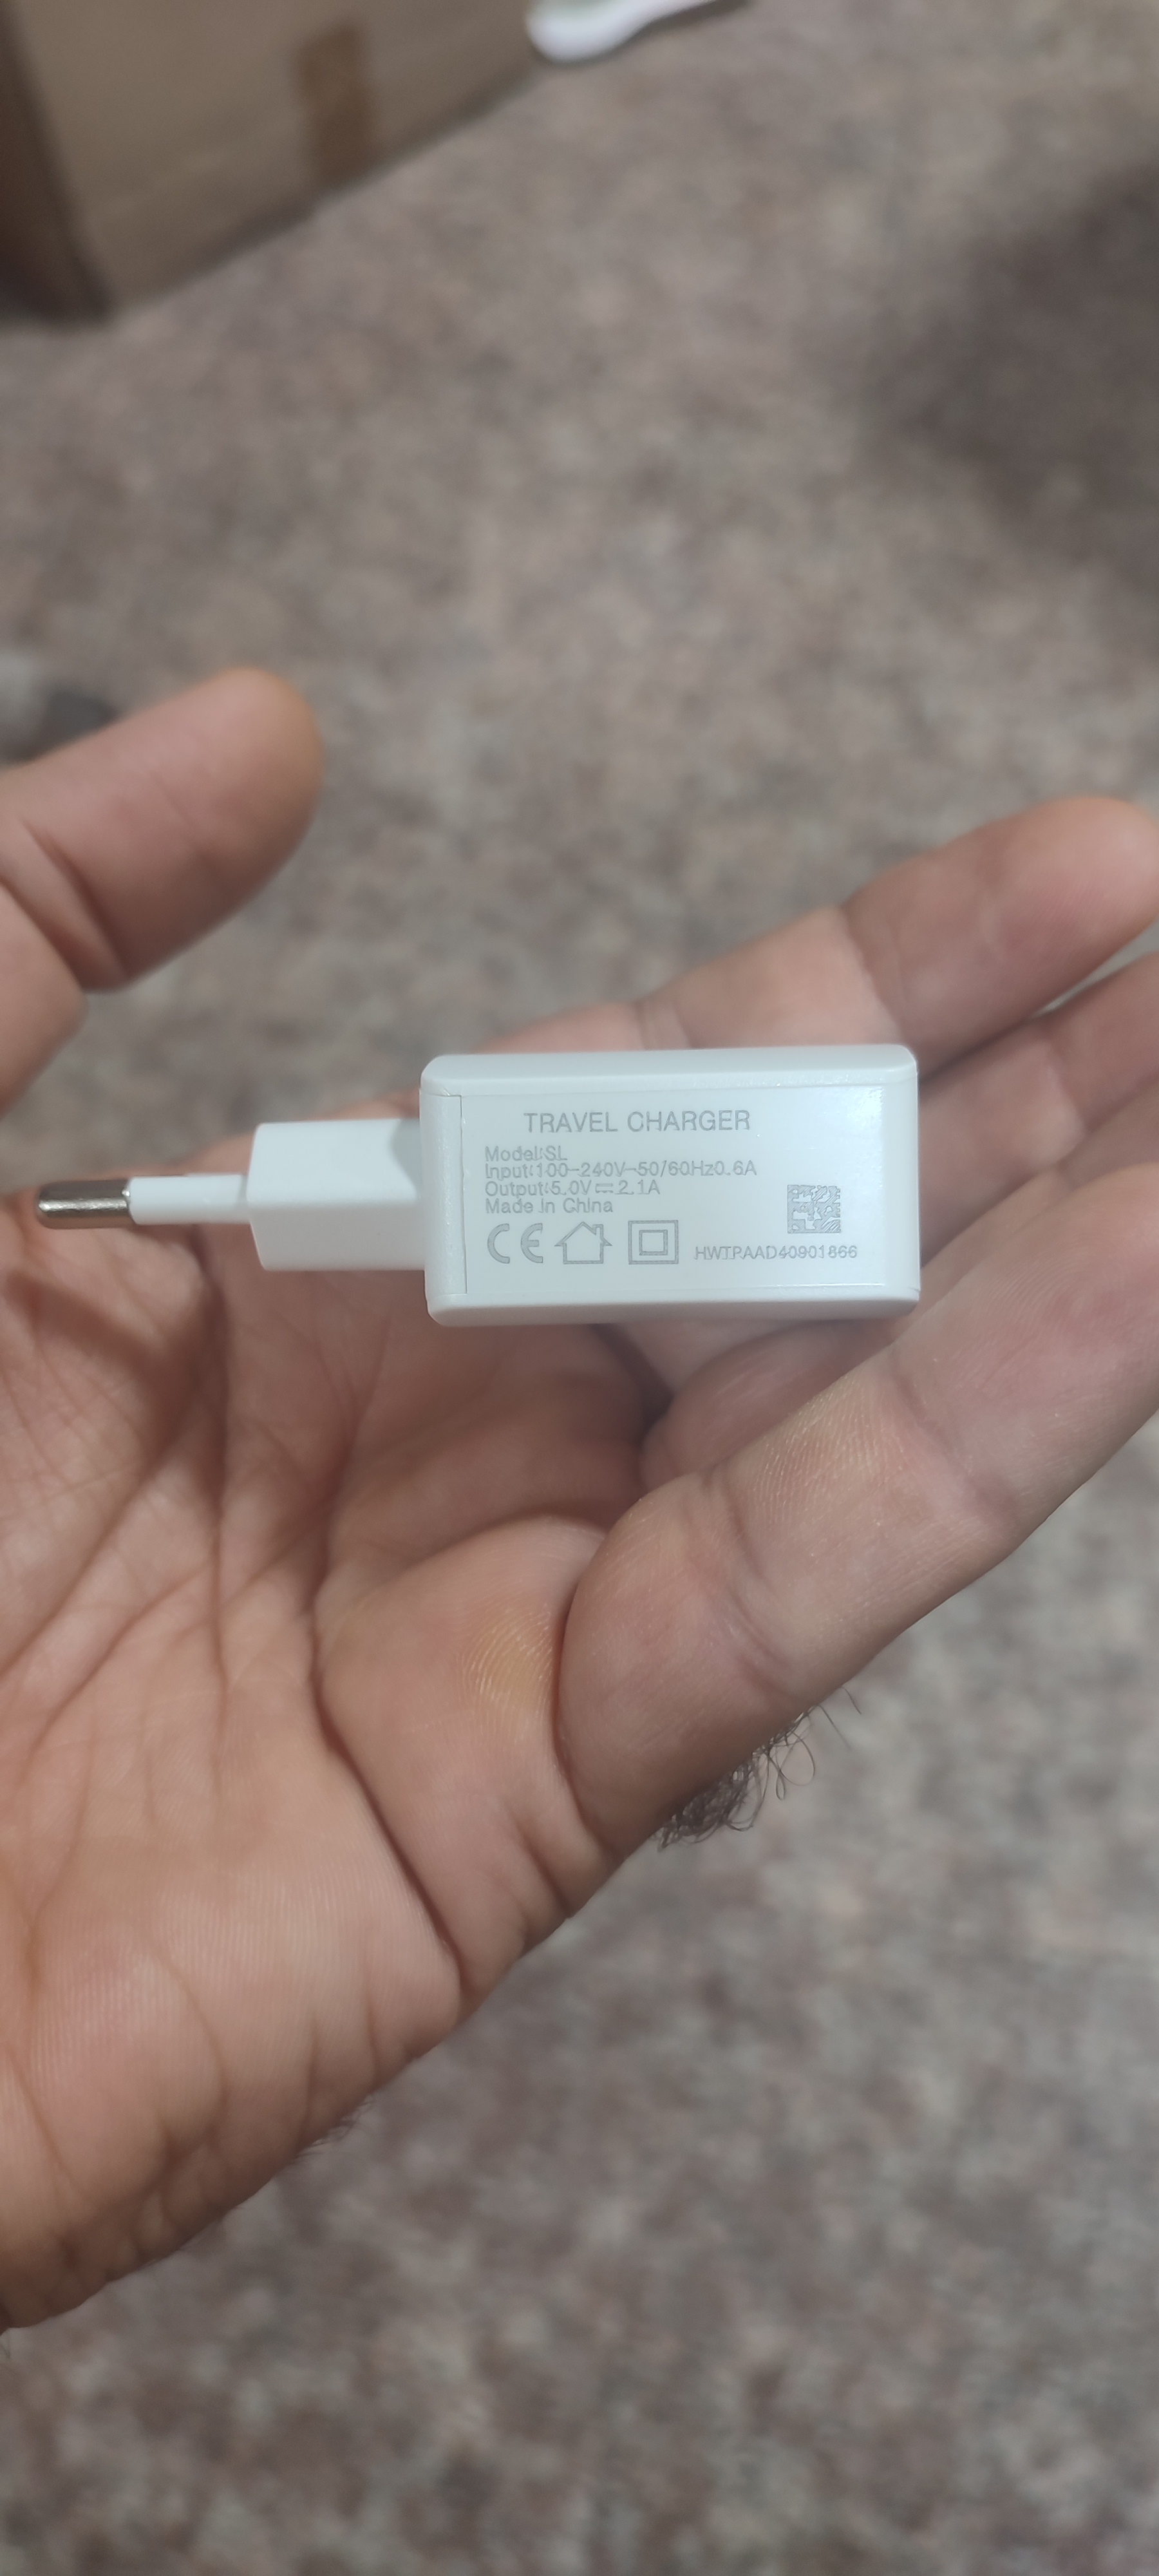 TRAVEL CHARGER
Model:SL
Input:100-240V~50/60Hz0.6A
Output:5.0V⎓2.1A
Made in China
CE
HWTPAAD40901866